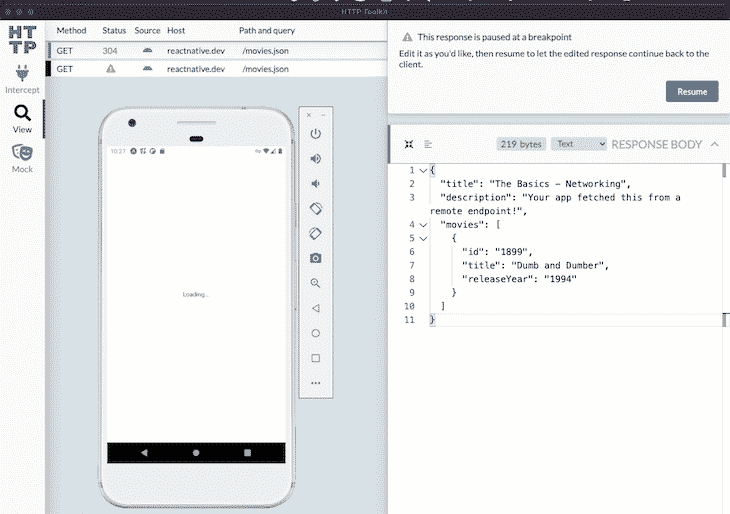 HTTP Toolkit
HT
TP
Intercept
View
Mock
Method Status Source Host Path and query
GET 304 reactnative.dev /movies.json
GET reactnative.dev /movies.json
10:27
Loading...
This response is paused at a breakpoint
Edit it as you'd like, then resume to let the edited response continue back to the
client.
Resume
219 bytes Text RESPONSE BODY
1 {
2 "title": "The Basics - Networking",
3 "description": "Your app fetched this from a
remote endpoint!",
4 "movies": [
5 {
6 "id": "1899",
7 "title": "Dumb and Dumber",
8 "releaseYear": "1994"
9 }
10 ]
11 }